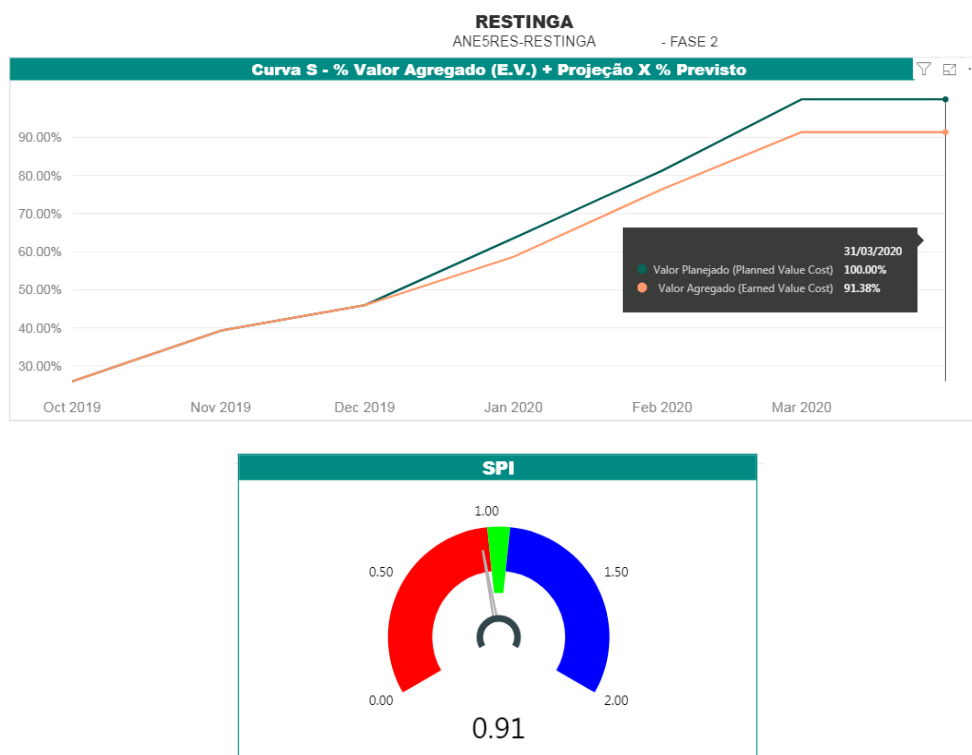 RESTINGA
ANE5RES-RESTINGA - FASE 2
Curva S - % Valor Agregado (E.V.) + Projeção X % Previsto
90.00%
80.00%
70.00%
60.00%
31/03/2020
Valor Planejado (Planned Value Cost) 100.00%
50.00%
Valor Agregado (Earned Value Cost) 91.38%
40.00%
30.00%
Oct 2019 Nov 2019 Dec 2019 Jan 2020 Feb 2020 Mar 2020
SPI
1.00
0.50 1.50
0.00 2.00
0.91